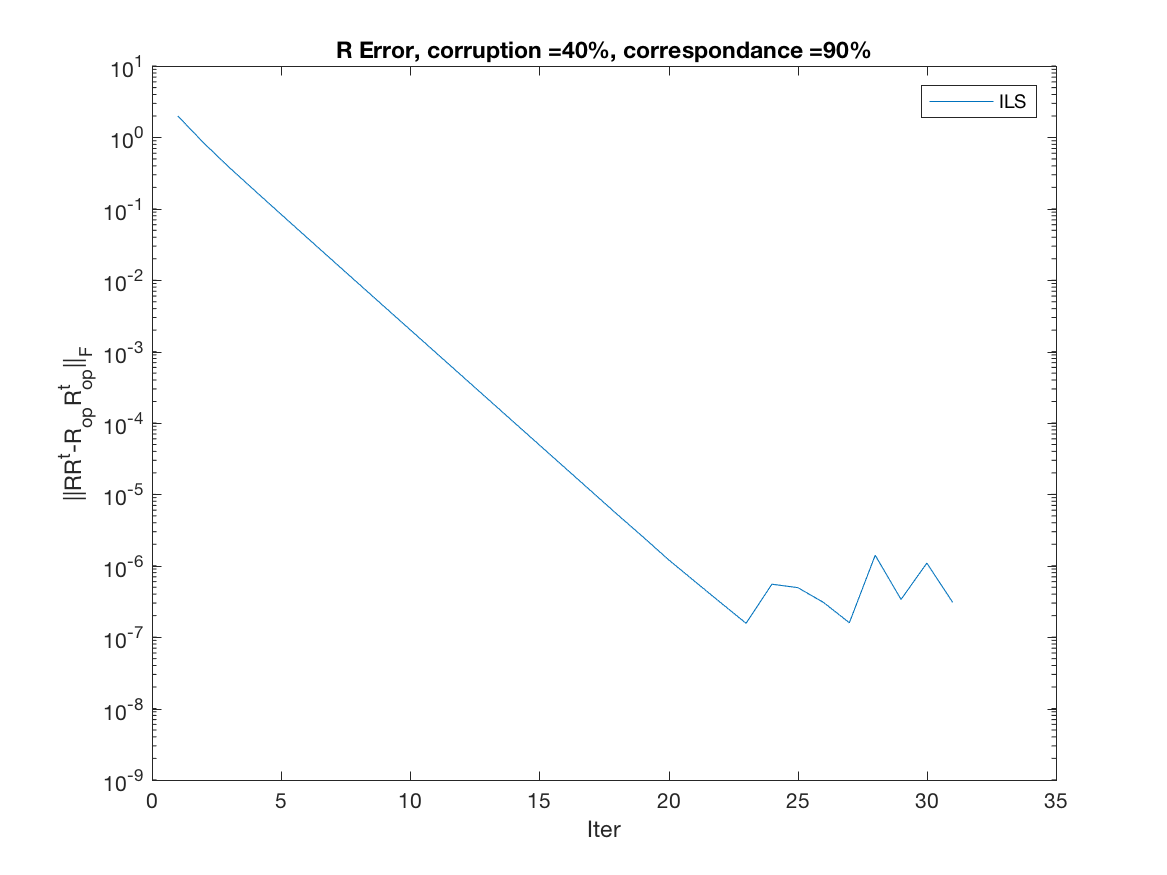 R Error, corruption =40%, correspondance =90%
ILS
10^1
10^0
10^-1
10^-2
10^-3
10^-4
10^-5
10^-6
10^-7
10^-8
10^-9
||RR^t-R_op R_op^t||_F
0 5 10 15 20 25 30 35
Iter